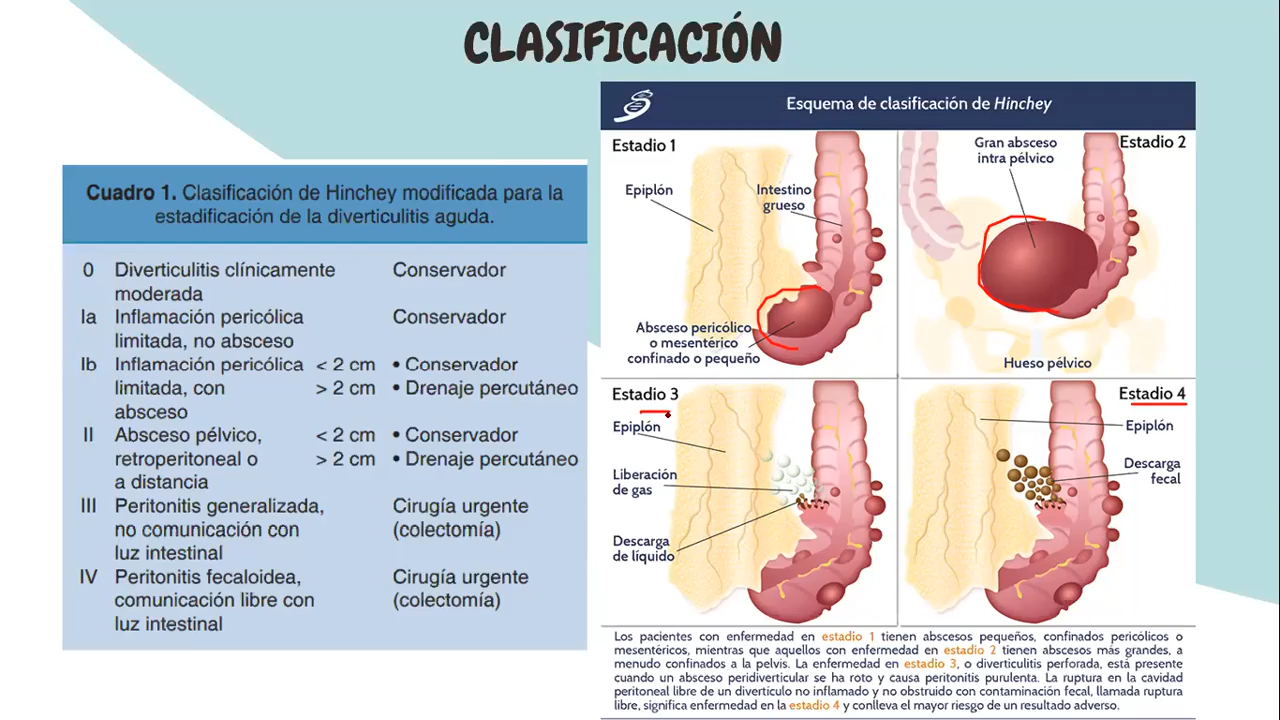 CLASIFICACIÓN
Cuadro 1. Clasificación de Hinchey modificada para la
estadificación de la diverticulitis aguda.
0 Diverticulitis clínicamente Conservador
moderada
Ia Inflamación pericólica Conservador
limitada, no absceso
Ib Inflamación pericólica < 2 cm • Conservador
limitada, con > 2 cm • Drenaje percutáneo
absceso
II Absceso pélvico, < 2 cm • Conservador
retroperitoneal o > 2 cm • Drenaje percutáneo
a distancia
III Peritonitis generalizada, Cirugía urgente
no comunicación con (colectomía)
luz intestinal
IV Peritonitis fecaloidea, Cirugía urgente
comunicación libre con (colectomía)
luz intestinal
Esquema de clasificación de Hinchey
Estadio 1
Epiplón
Intestino
grueso
Absceso pericólico
o mesentérico
confinado o pequeño
Estadio 2
Gran absceso
intra pélvico
Hueso pélvico
Estadio 3
Epiplón
Liberación
de gas
Descarga
de líquido
Estadio 4
Epiplón
Descarga
fecal
Los pacientes con enfermedad en estadio 1 tienen abscesos pequeños, confinados pericólicos o
mesentéricos, mientras que aquellos con enfermedad en estadio 2 tienen abscesos más grandes, a
menudo confinados a la pelvis. La enfermedad en estadio 3, o diverticulitis perforada, está presente
cuando un absceso peridiverticular se ha roto y causa peritonitis purulenta. La ruptura en la cavidad
peritoneal libre de un divertículo no inflamado y no obstruido con contaminación fecal, llamada ruptura
libre, significa enfermedad en la estadio 4 y conlleva el mayor riesgo de un resultado adverso.